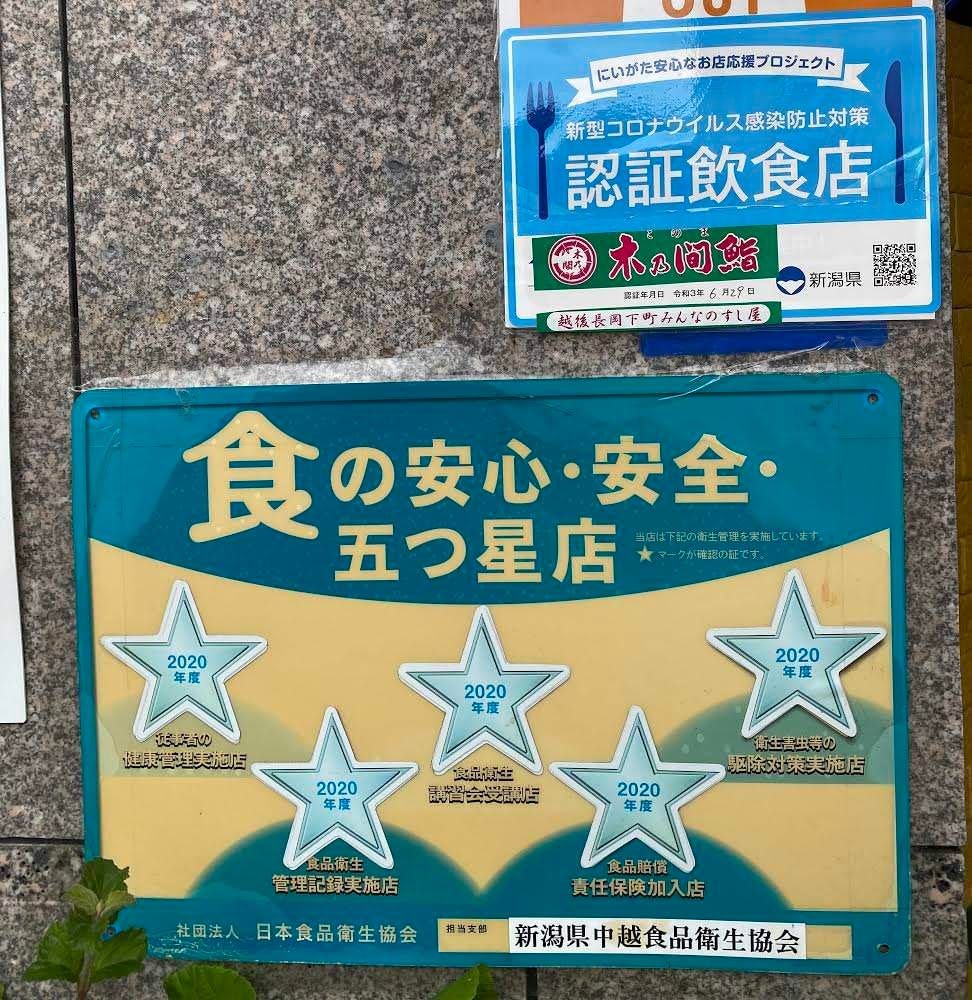 OUT
にいがた安心なお店応援プロジェクト
新型コロナウイルス感染防止対策
認証飲食店
このま
木乃間鮨
認証年月日 令和3年 6月29日
新潟県
越後長岡下町みんなのすし屋
食の安心・安全・
五つ星店
当店は下記の衛生管理を実施しています。
★マークが確認の証です。
2020
年度
従事者の
健康管理実施店
2020
年度
食品衛生
管理記録実施店
2020
年度
食品衛生
講習会受講店
2020
年度
食品賠償
責任保険加入店
2020
年度
衛生害虫等の
駆除対策実施店
社団法人 日本食品衛生協会
担当支部
新潟県中越食品衛生協会